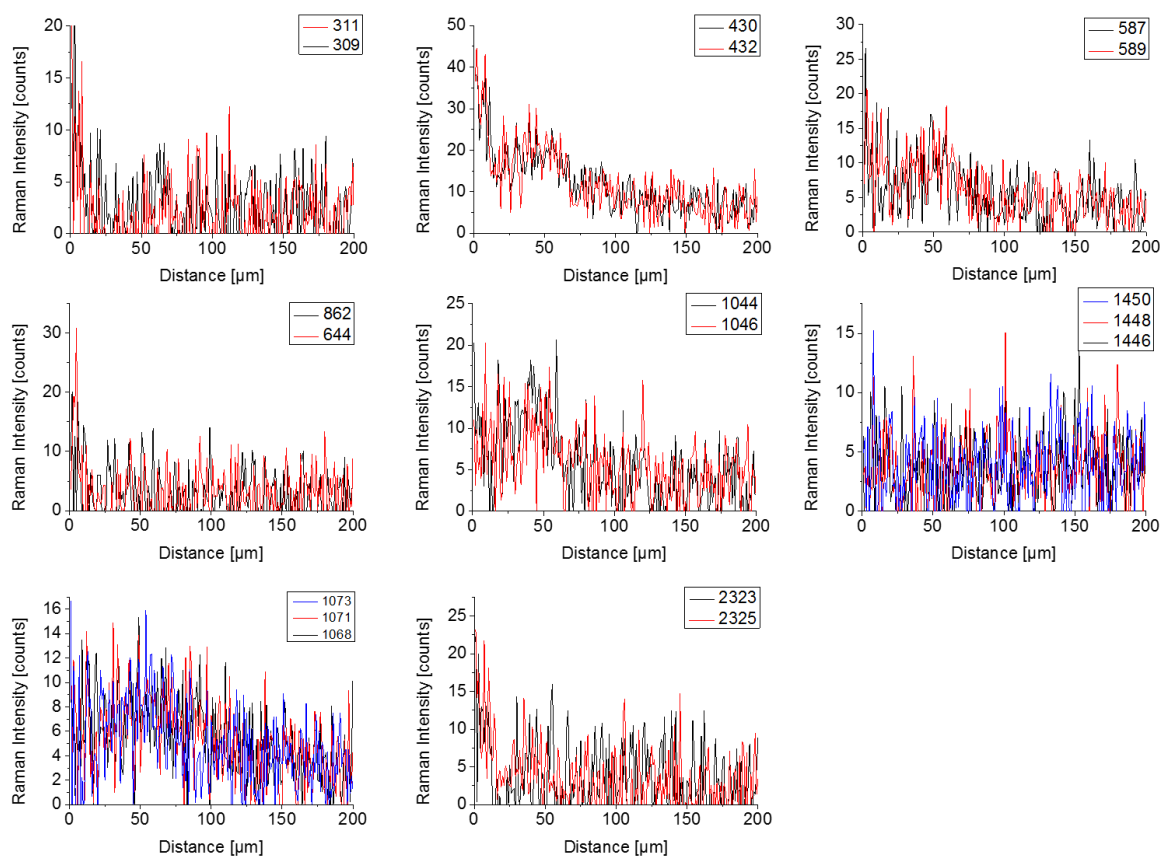 20
15
10
5
0
0 50 100 150 200
Raman Intensity [counts]
Distance [µm]
311
309
50
40
30
20
10
0
0 50 100 150 200
Raman Intensity [counts]
Distance [µm]
430
432
30
25
20
15
10
5
0
0 50 100 150 200
Raman Intensity [counts]
Distance [µm]
587
589
30
20
10
0
0 50 100 150 200
Raman Intensity [counts]
Distance [µm]
862
644
25
20
15
10
5
0
0 50 100 150 200
Raman Intensity [counts]
Distance [µm]
1044
1046
15
10
5
0
0 50 100 150 200
Raman Intensity [counts]
Distance [µm]
1450
1448
1446
16
14
12
10
8
6
4
2
0
0 50 100 150 200
Raman Intensity [counts]
Distance [µm]
1073
1071
1068
25
20
15
10
5
0
0 50 100 150 200
Raman Intensity [counts]
Distance [µm]
2323
2325